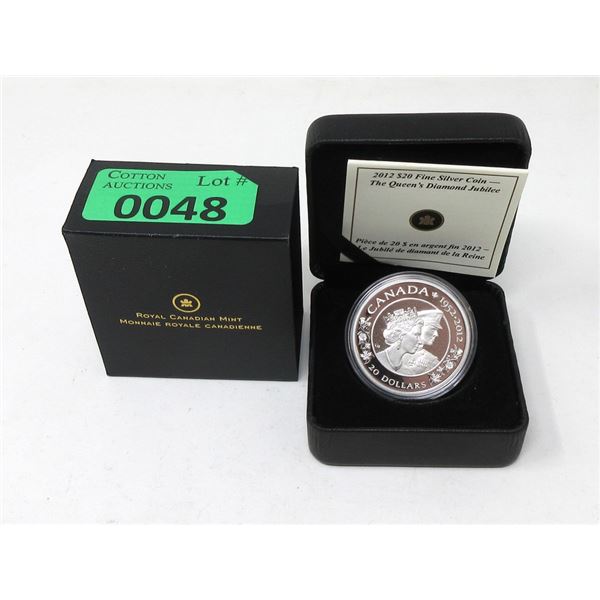 COTTON
AUCTIONS
Lot #
0048
ROYAL CANADIAN MINT
MONNAIE ROYALE CANADIENNE
2012 $20 Fine Silver Coin —
The Queen's Diamond Jubilee
Pièce de 20 $ en argent fin 2012 –
Le Jubilé de diamant de la Reine
CANADA 1952-2012
20 DOLLARS